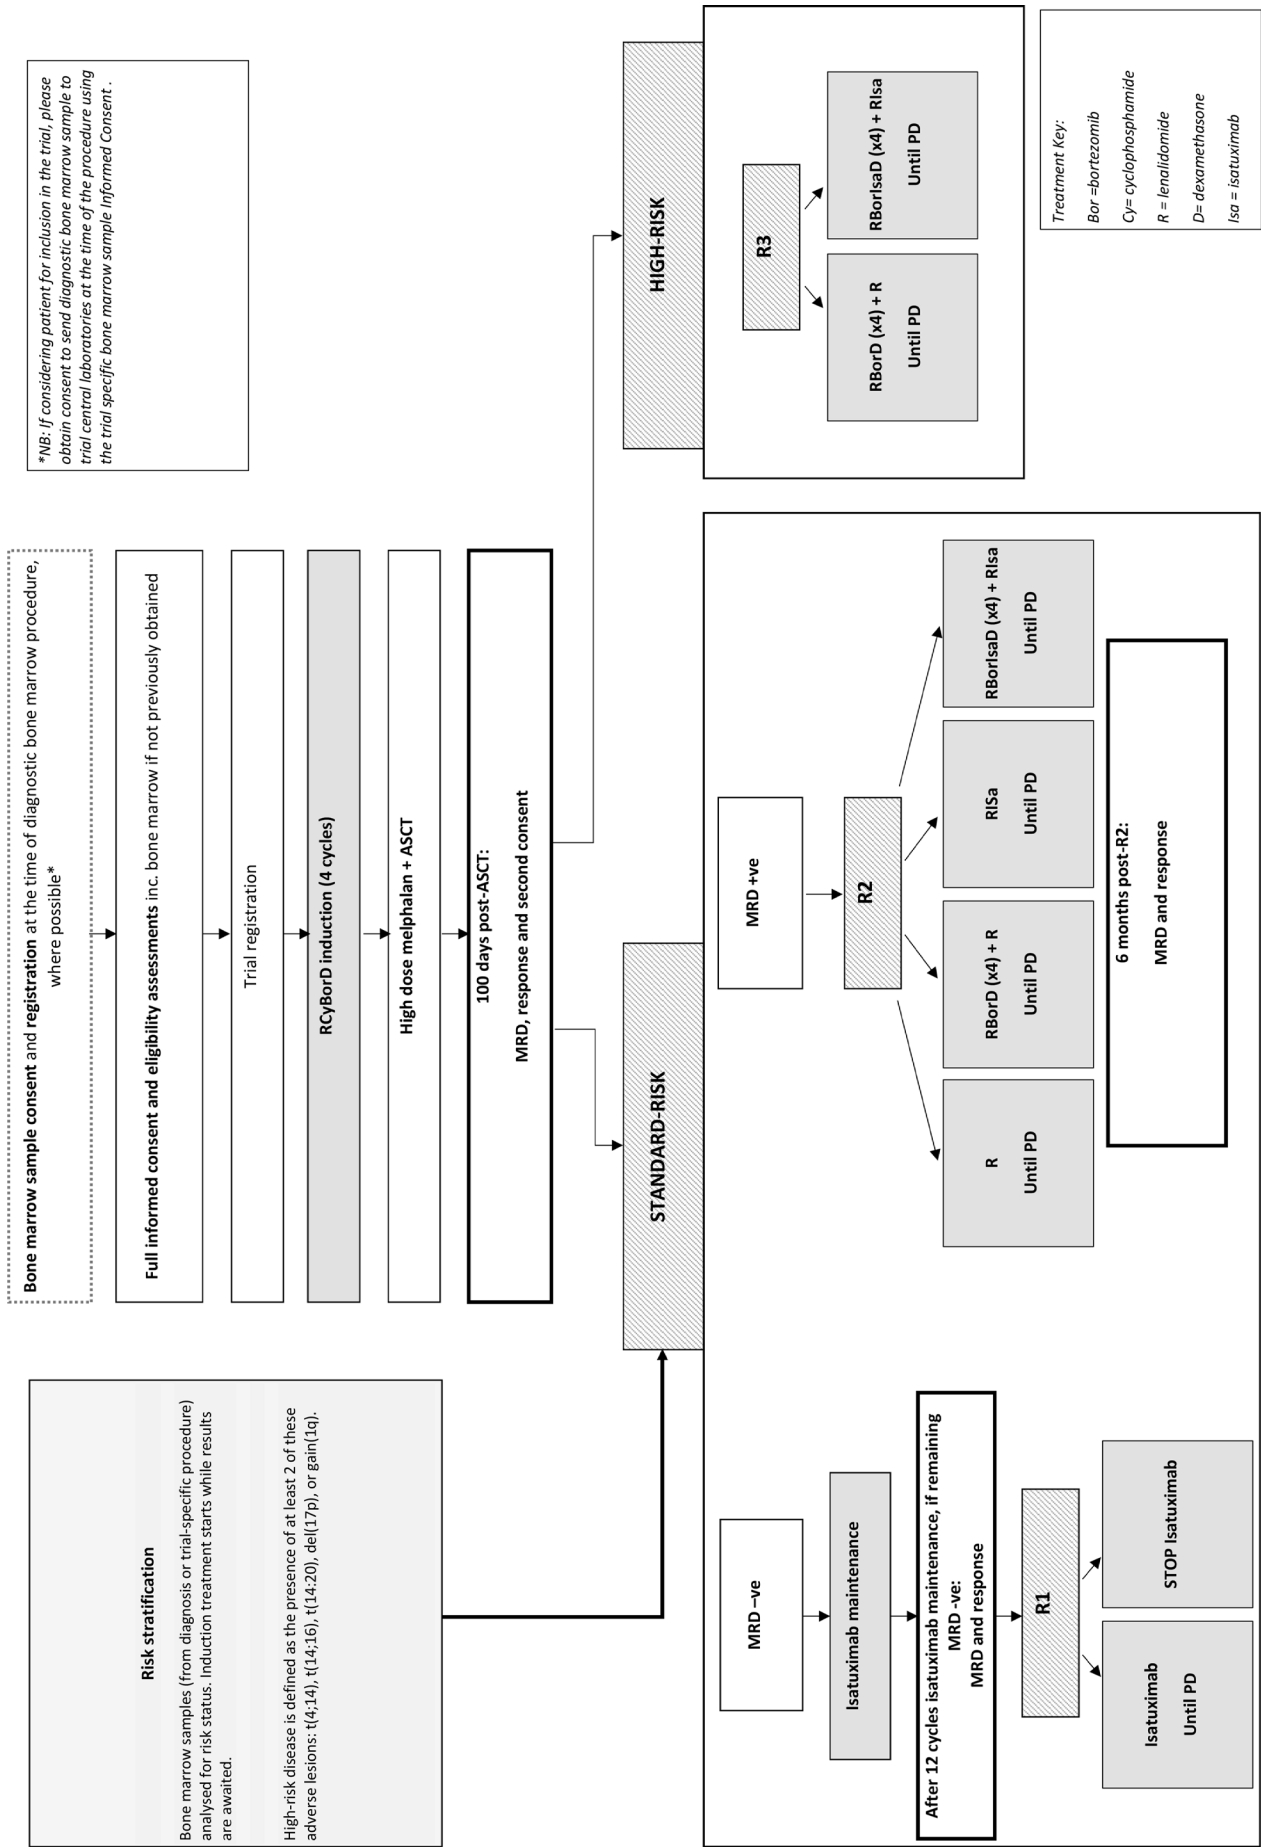 Bone marrow sample consent and registration at the time of diagnostic bone marrow procedure,
where possible*
*NB: If considering patient for inclusion in the trial, please
obtain consent to send diagnostic bone marrow sample to
trial central laboratories at the time of the procedure using
the trial specific bone marrow sample Informed Consent .
Risk stratification
Bone marrow samples (from diagnosis or trial-specific procedure)
analysed for risk status. Induction treatment starts while results
are awaited.
High-risk disease is defined as the presence of at least 2 of these
adverse lesions: t(4;14), t(14;16), t(14:20), del(17p), or gain(1q).
Full informed consent and eligibility assessments inc. bone marrow if not previously obtained
Trial registration
RCyBorD induction (4 cycles)
High dose melphalan + ASCT
100 days post-ASCT:
MRD, response and second consent
STANDARD-RISK
HIGH-RISK
MRD –ve
Isatuximab maintenance
After 12 cycles isatuximab maintenance, if remaining
MRD -ve:
MRD and response
R1
Isatuximab
Until PD
STOP Isatuximab
MRD +ve
R2
R
Until PD
RBorD (x4) + R
Until PD
RISa
Until PD
RBorIsaD (x4) + RIsa
Until PD
6 months post-R2:
MRD and response
R3
RBorD (x4) + R
Until PD
RBorIsaD (x4) + RIsa
Until PD
Treatment Key:
Bor =bortezomib
Cy= cyclophosphamide
R = lenalidomide
D= dexamethasone
Isa = isatuximab